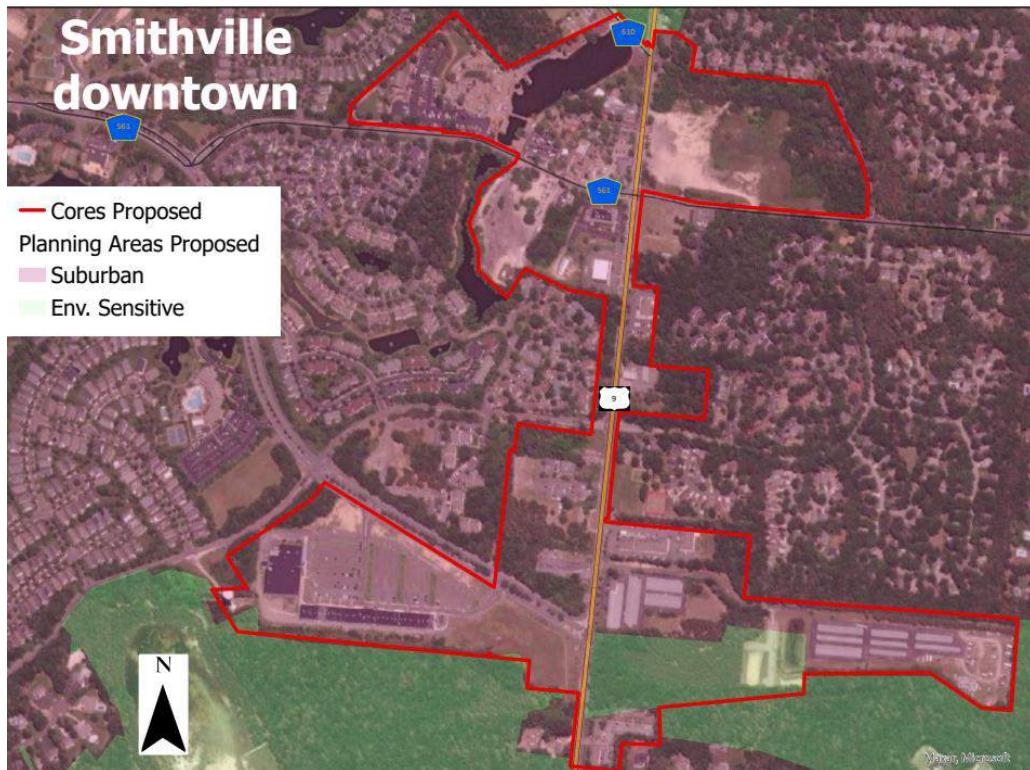 Smithville
downtown
610
561
561
Cores Proposed
Planning Areas Proposed
Suburban
Env. Sensitive
9
N
Maxar, Microsoft